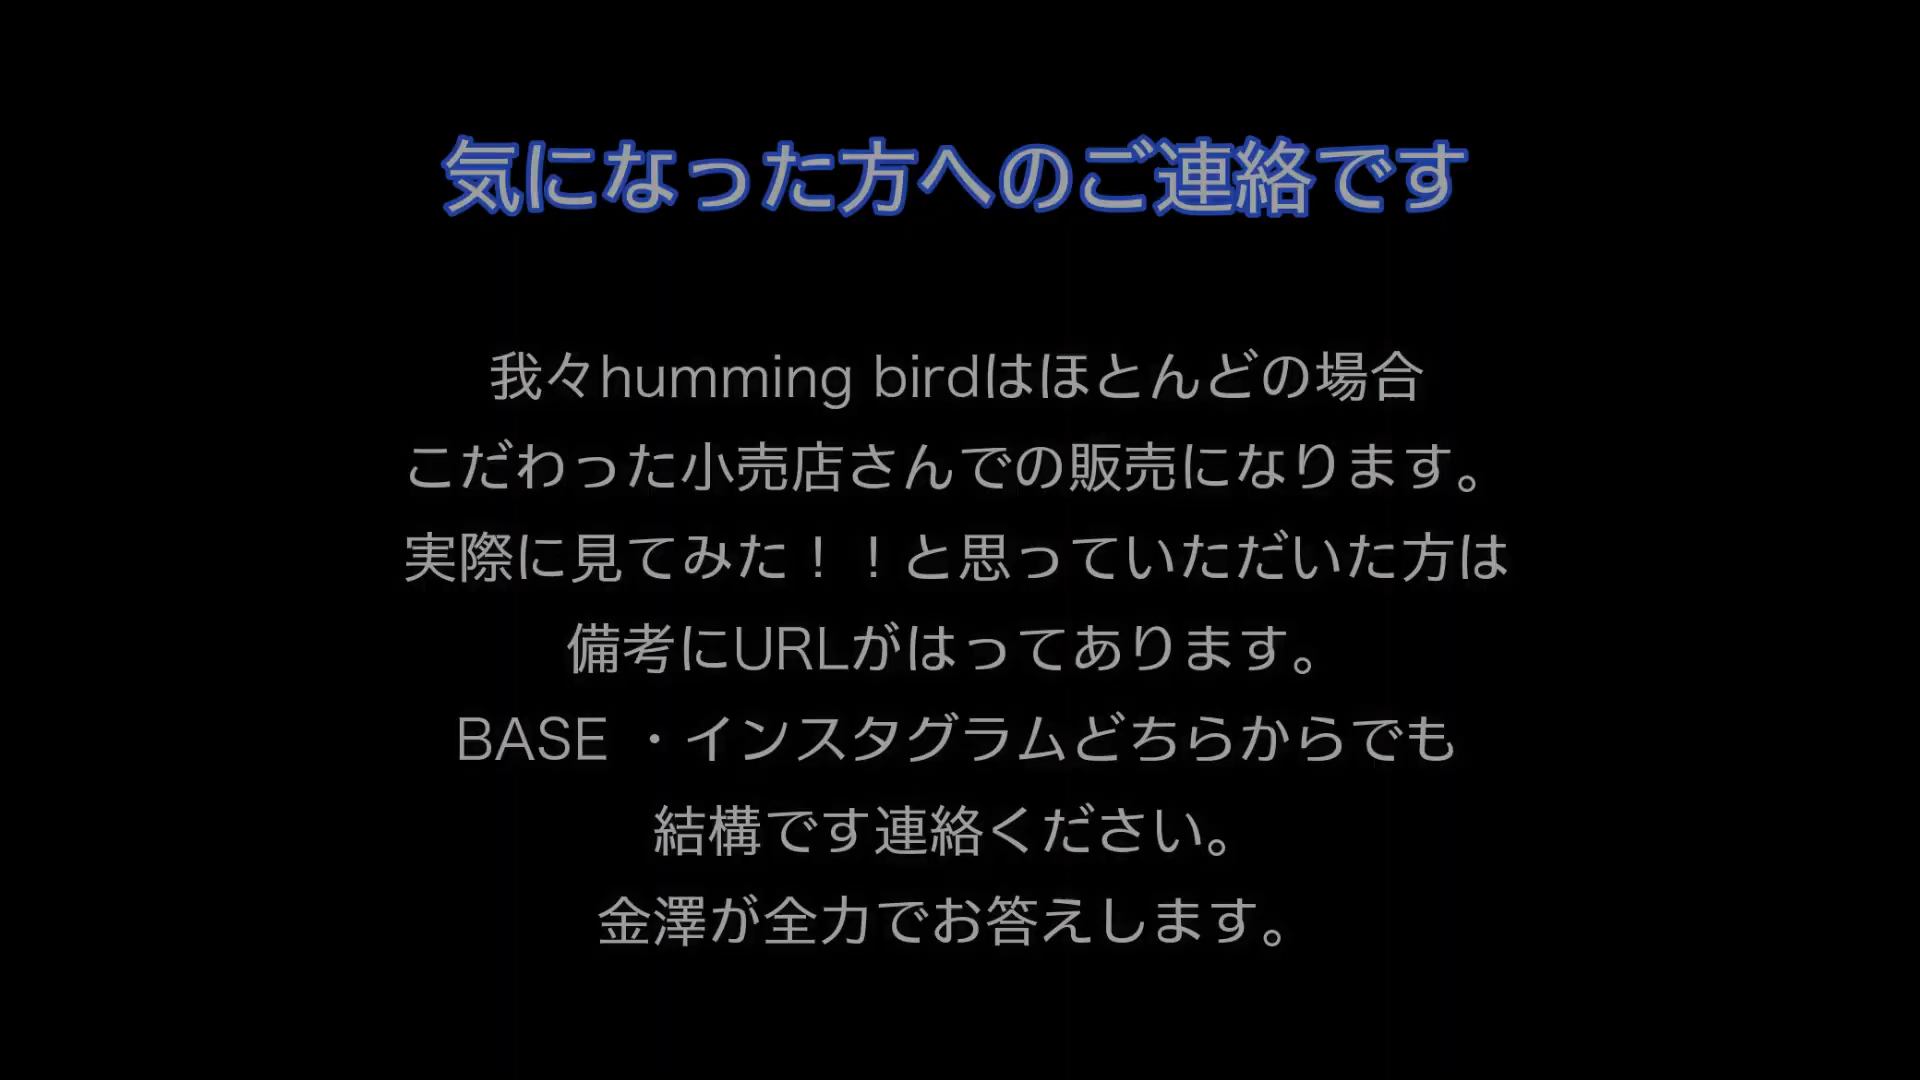 気になった方へのご連絡です
我々humming birdはほとんどの場合
こだわった小売店さんでの販売になります。
実際に見てみた！！と思っていただいた方は
備考にURLがはってあります。
BASE ・インスタグラムどちらからでも
結構です連絡ください。
金澤が全力でお答えします。